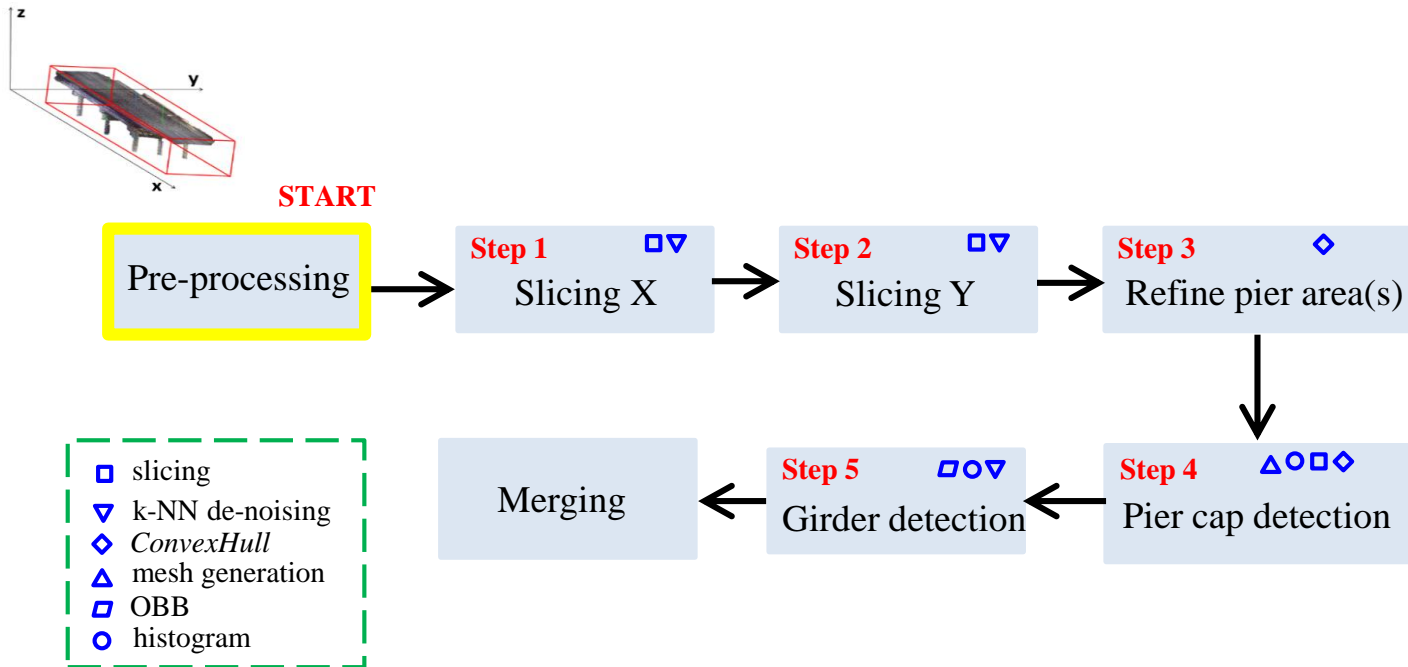 z
y
x
START
Pre-processing
Step 1
Slicing X
Step 2
Slicing Y
Step 3
Refine pier area(s)
Step 4
Pier cap detection
Step 5
Girder detection
Merging
slicing
k-NN de-noising
ConvexHull
mesh generation
OBB
histogram